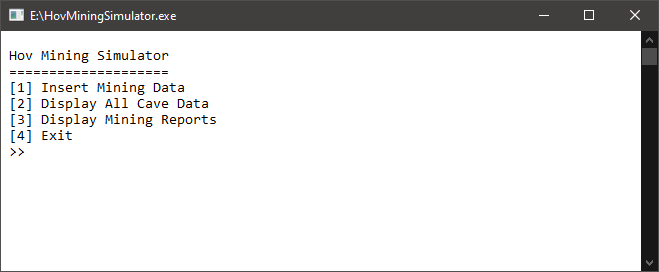 E:\HovMiningSimulator.exe
Hov Mining Simulator
====================
[1] Insert Mining Data
[2] Display All Cave Data
[3] Display Mining Reports
[4] Exit
>>